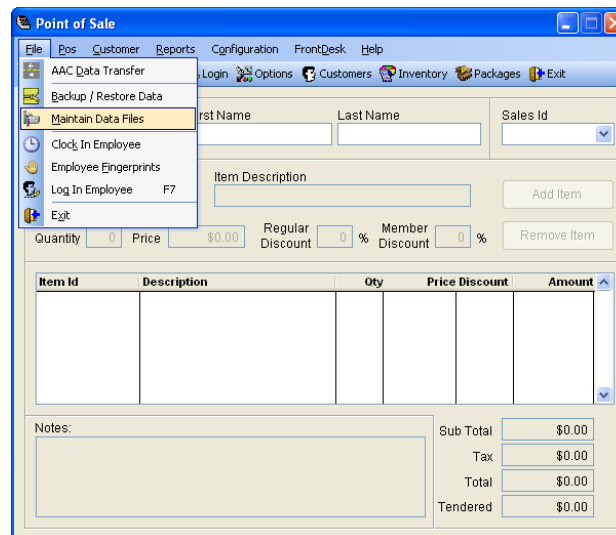 Point of Sale
File Pos Customer Reports Configuration FrontDesk Help
AAC Data Transfer
Login Options Customers Inventory Packages Exit
Backup / Restore Data
Maintain Data Files
rst Name Last Name Sales Id
Clock In Employee
Employee Fingerprints
Item Description
Log In Employee F7
Add Item
Exit
Quantity 0 Price $0.00 Regular Discount 0 % Member Discount 0 % Remove Item
Item Id Description Qty Price Discount Amount
Notes:
Sub Total $0.00
Tax $0.00
Total $0.00
Tendered $0.00